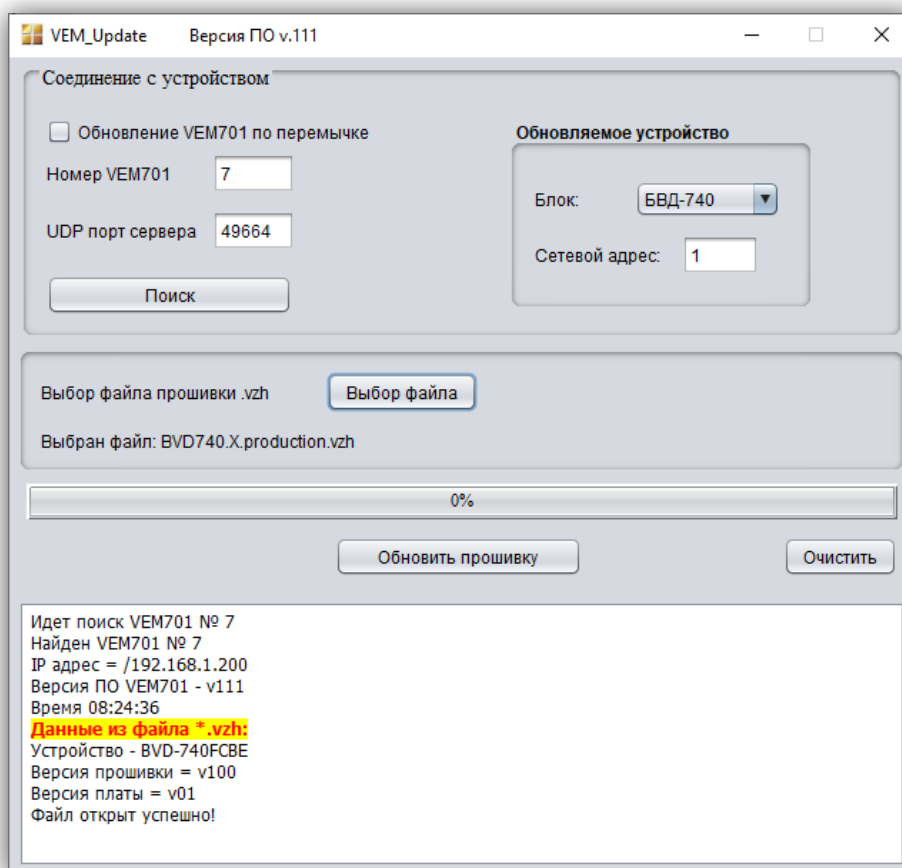 VEM_Update Версия ПО v.111
Соединение с устройством
Обновление VEM701 по перемычке
Номер VEM701 7
UDP порт сервера 49664
Поиск
Обновляемое устройство
Блок: БВД-740
Сетевой адрес: 1
Выбор файла прошивки .vzh Выбор файла
Выбран файл: BVD740.X.production.vzh
0%
Обновить прошивку Очистить
Идет поиск VEM701 № 7
Найден VEM701 № 7
IP адрес = /192.168.1.200
Версия ПО VEM701 - v111
Время 08:24:36
Данные из файла *.vzh:
Устройство - BVD-740FCBE
Версия прошивки = v100
Версия платы = v01
Файл открыт успешно!